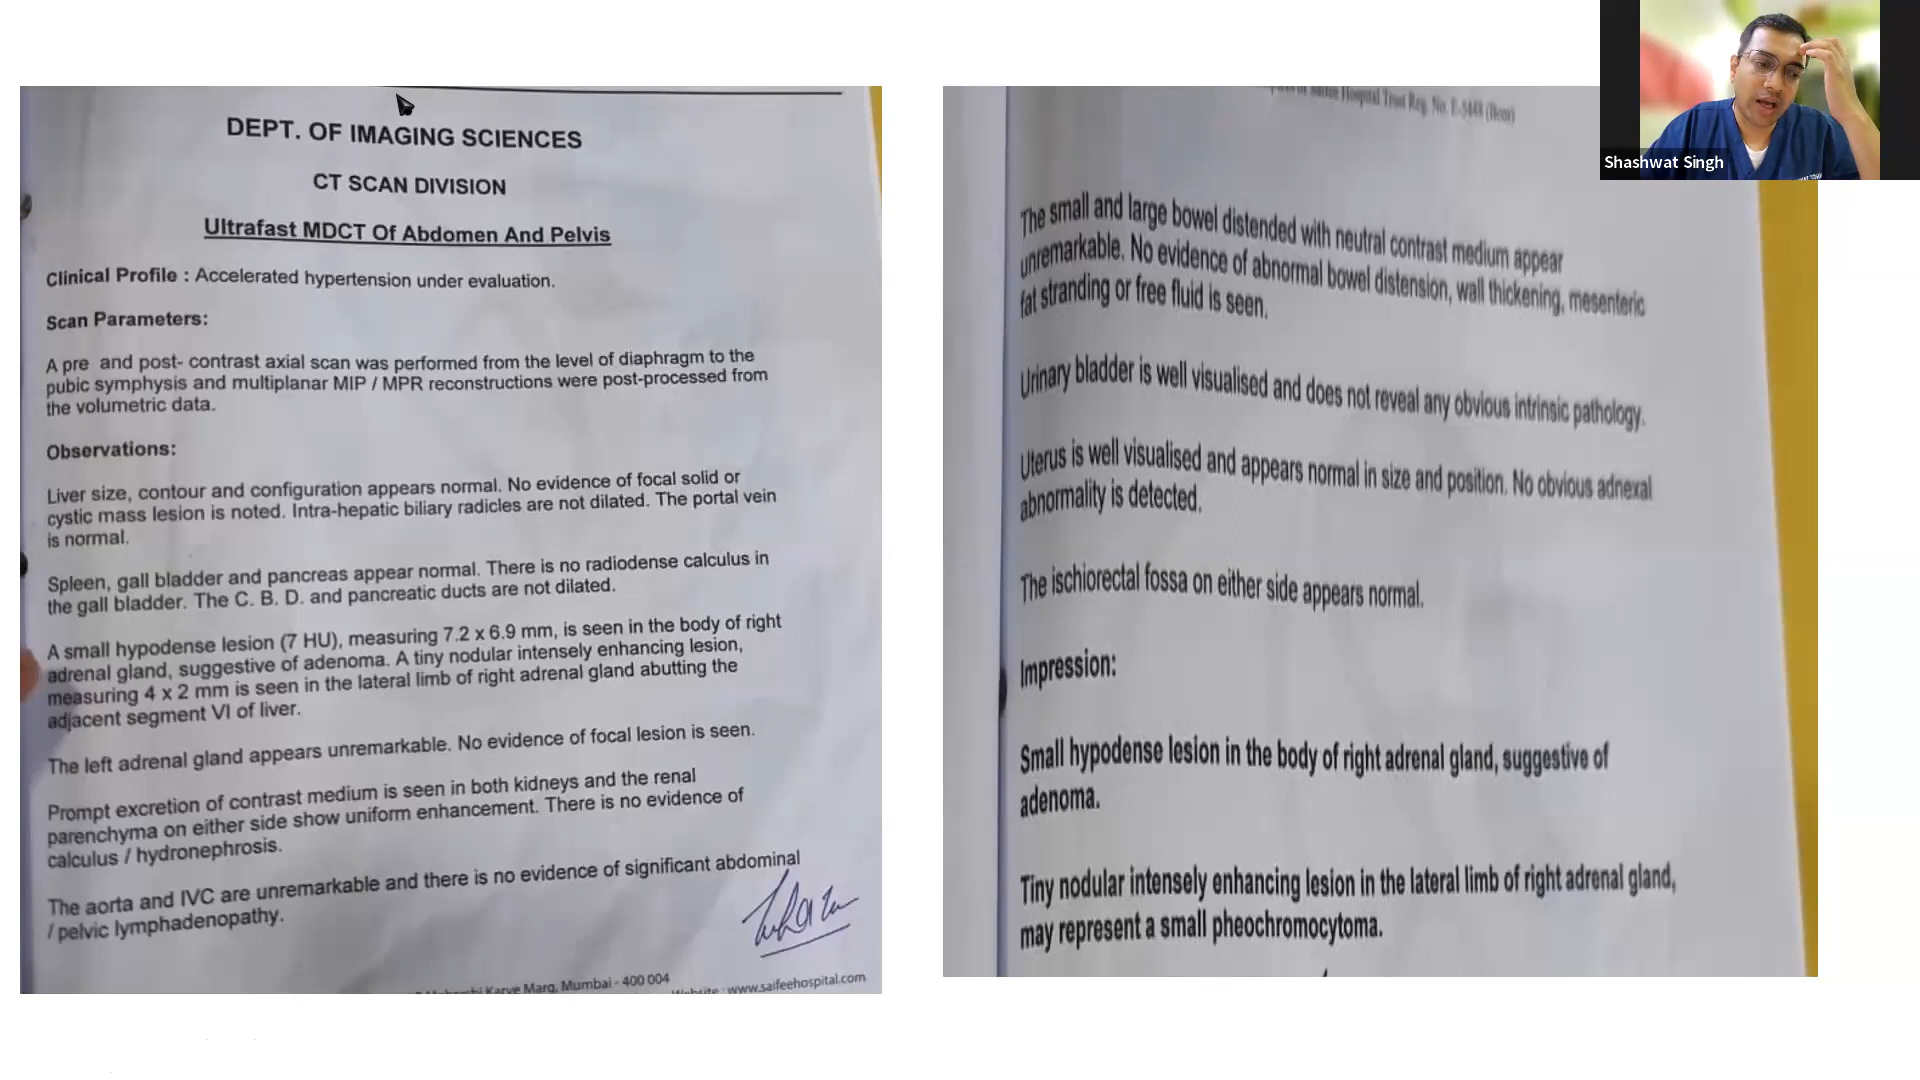 DEPT. OF IMAGING SCIENCES
CT SCAN DIVISION
Ultrafast MDCT Of Abdomen And Pelvis
Clinical Profile : Accelerated hypertension under evaluation.
Scan Parameters:
A pre and post- contrast axial scan was performed from the level of diaphragm to the
pubic symphysis and multiplanar MIP / MPR reconstructions were post-processed from
the volumetric data.
Observations:
Liver size, contour and configuration appears normal. No evidence of focal solid or
cystic mass lesion is noted. Intra-hepatic biliary radicles are not dilated. The portal vein
is normal.
Spleen, gall bladder and pancreas appear normal. There is no radiodense calculus in
the gall bladder. The C. B. D. and pancreatic ducts are not dilated.
A small hypodense lesion (7 HU), measuring 7.2 x 6.9 mm, is seen in the body of right
adrenal gland, suggestive of adenoma. A tiny nodular intensely enhancing lesion,
measuring 4 x 2 mm is seen in the lateral limb of right adrenal gland abutting the
adjacent segment VI of liver.
The left adrenal gland appears unremarkable. No evidence of focal lesion is seen.
Prompt excretion of contrast medium is seen in both kidneys and the renal
parenchyma on either side show uniform enhancement. There is no evidence of
calculus / hydronephrosis.
The aorta and IVC are unremarkable and there is no evidence of significant abdominal
/ pelvic lymphadenopathy.
Karve Marg, Mumbai - 400 004
Website : www.saifeehospital.com
Hospital Trust Reg. No.
The small and large bowel distended with neutral contrast medium appear
unremarkable. No evidence of abnormal bowel distension, wall thickening, mesenteric
fat stranding or free fluid is seen.
Urinary bladder is well visualised and does not reveal any obvious intrinsic pathology.
Uterus is well visualised and appears normal in size and position. No obvious adnexal
abnormality is detected.
The ischiorectal fossa on either side appears normal.
Impression:
Small hypodense lesion in the body of right adrenal gland, suggestive of
adenoma.
Tiny nodular intensely enhancing lesion in the lateral limb of right adrenal gland,
may represent a small pheochromocytoma.
Shashwat Singh